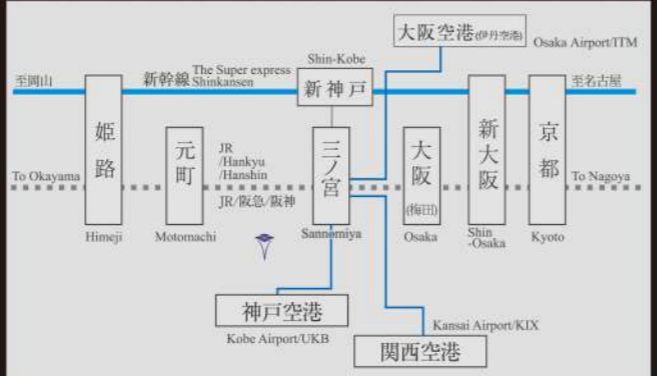 大阪空港(伊丹空港)
Osaka Airport/ITM
Shin-Kobe
新神戸
至岡山
新幹線
The Super express
Shinkansen
至名古屋
姫路
元町
JR
/Hankyu
/Hanshin
三ノ宮
大阪
(梅田)
新大阪
京都
To Okayama
To Nagoya
JR/阪急/阪神
Himeji
Motomachi
Sannomiya
Osaka
Shin
-Osaka
Kyoto
神戸空港
Kobe Airport/UKB
Kansai Airport/KIX
関西空港